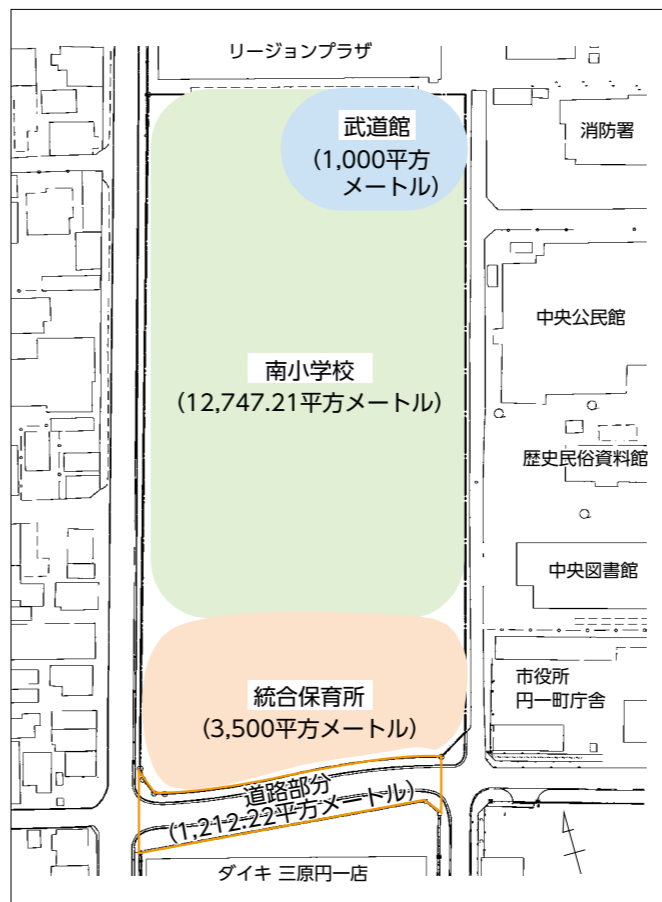 リージョンプラザ
武道館
(1,000平方
メートル)
消防署
中央公民館
南小学校
(12,747.21平方メートル)
歴史民俗資料館
中央図書館
統合保育所
(3,500平方メートル)
市役所
円一町庁舎
道路部分
(1,212.22平方メートル)
ダイキ 三原円一店